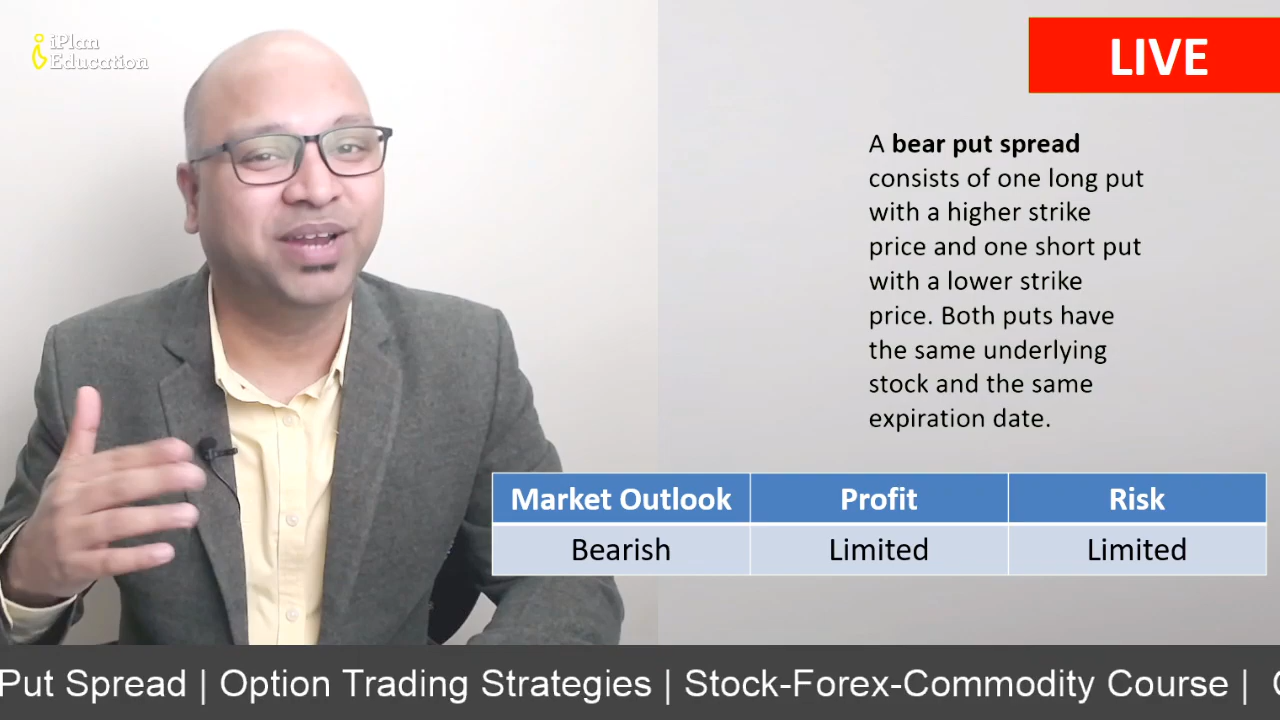 iPlan
Education
LIVE
A bear put spread
consists of one long put
with a higher strike
price and one short put
with a lower strike
price. Both puts have
the same underlying
stock and the same
expiration date.
Market Outlook Profit Risk
Bearish Limited Limited
Put Spread | Option Trading Strategies | Stock-Forex-Commodity Course |